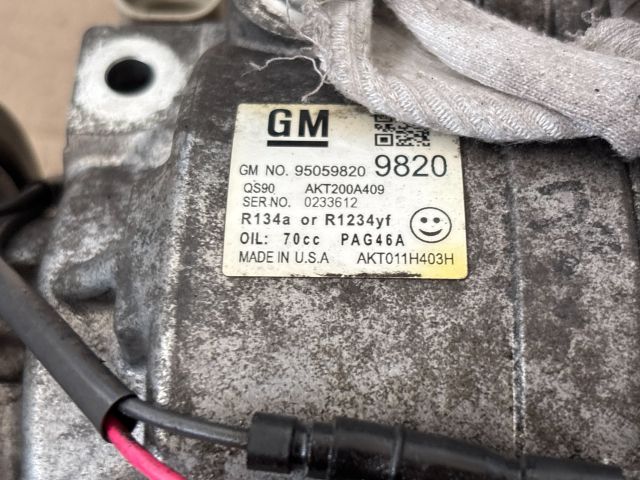 GM
GM NO. 95059820 9820
QS90 AKT200A409
SER.NO. 0233612
R134a or R1234yf
OIL: 70cc PAG46A
MADE IN U.S.A AKT011H403H